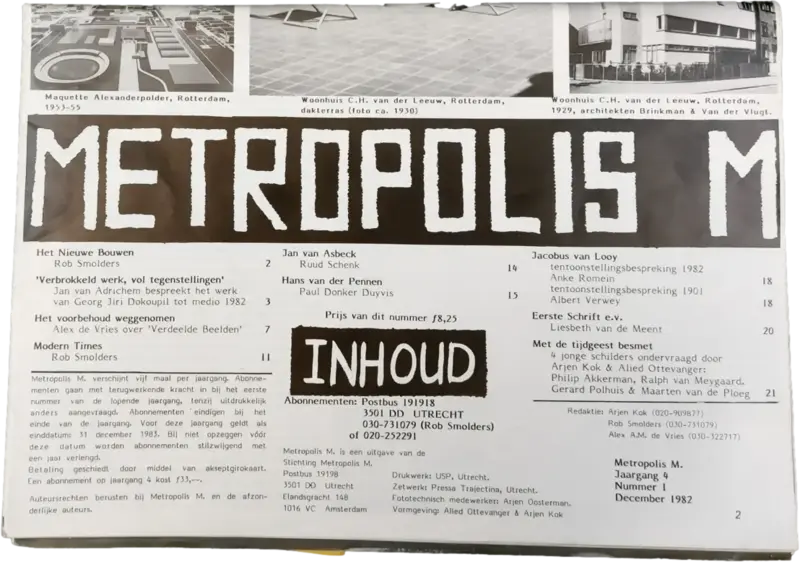 Maquette Alexanderpolder, Rotterdam,
1953-55
Woonhuis C.H. van der Leeuw, Rotterdam,
dakterras (foto ca. 1930)
Woonhuis C.H. van der Leeuw, Rotterdam,
1929, architekten Brinkman & Van der Vlugt.
METROPOLIS M
Het Nieuwe Bouwen
Rob Smolders 2
'Verbrokkeld werk, vol tegenstellingen'
Jan van Adrichem bespreekt het werk
van Georg Jiri Dokoupil tot medio 1982 3
Het voorbehoud weggenomen
Alex de Vries over 'Verdeelde Beelden' 7
Modern Times
Rob Smolders 11
Metropolis M. verschijnt vijf maal per jaargang. Abonne-
menten gaan met terugwerkende kracht in bij het eerste
nummer van de lopende jaargang, tenzij uitdrukkelijk
anders aangevraagd. Abonnementen eindigen bij het
einde van de jaargang. Voor deze jaargang geldt als
einddatum: 31 december 1983. Bij niet opzeggen vóór
deze datum worden abonnementen stilzwijgend met
een jaar verlengd.
Betaling geschiedt door middel van akseptgirokaart.
Een abonnement op jaargang 4 kost ƒ33,--.
Auteursrechten berusten bij Metropolis M. en de afzon-
derlijke auteurs.
Jan van Asbeck
Ruud Schenk 14
Hans van der Pennen
Paul Donker Duyvis 15
Prijs van dit nummer ƒ8,25
INHOUD
Abonnementen: Postbus 191918
3501 DD UTRECHT
030-731079 (Rob Smolders)
of 020-252291
Metropolis M. is een uitgave van de
Stichting Metropolis M.
Postbus 19198
3501 DD Utrecht
Elandsgracht 148
1016 VC Amsterdam
Drukwerk: USP, Utrecht.
Zetwerk: Pressa Trajectina, Utrecht.
Fototechnisch medewerker: Arjen Oosterman.
Vormgeving: Alied Ottevanger & Arjen Kok
Jacobus van Looy
tentoonstellingsbespreking 1982
Anke Romein 18
tentoonstellingsbespreking 1901
Albert Verwey 18
Eerste Schrift e.v.
Liesbeth van de Meent 20
Met de tijdgeest besmet
4 jonge schilders ondervraagd door
Arjen Kok & Alied Ottevanger:
Philip Akkerman, Ralph van Meygaard,
Gerard Polhuis & Maarten van de Ploeg 21
Redaktie: Arjen Kok (020-909877)
Rob Smolders (030-731079)
Alex A.M. de Vries (030-322717)
Metropolis M.
Jaargang 4
Nummer 1
December 1982
2